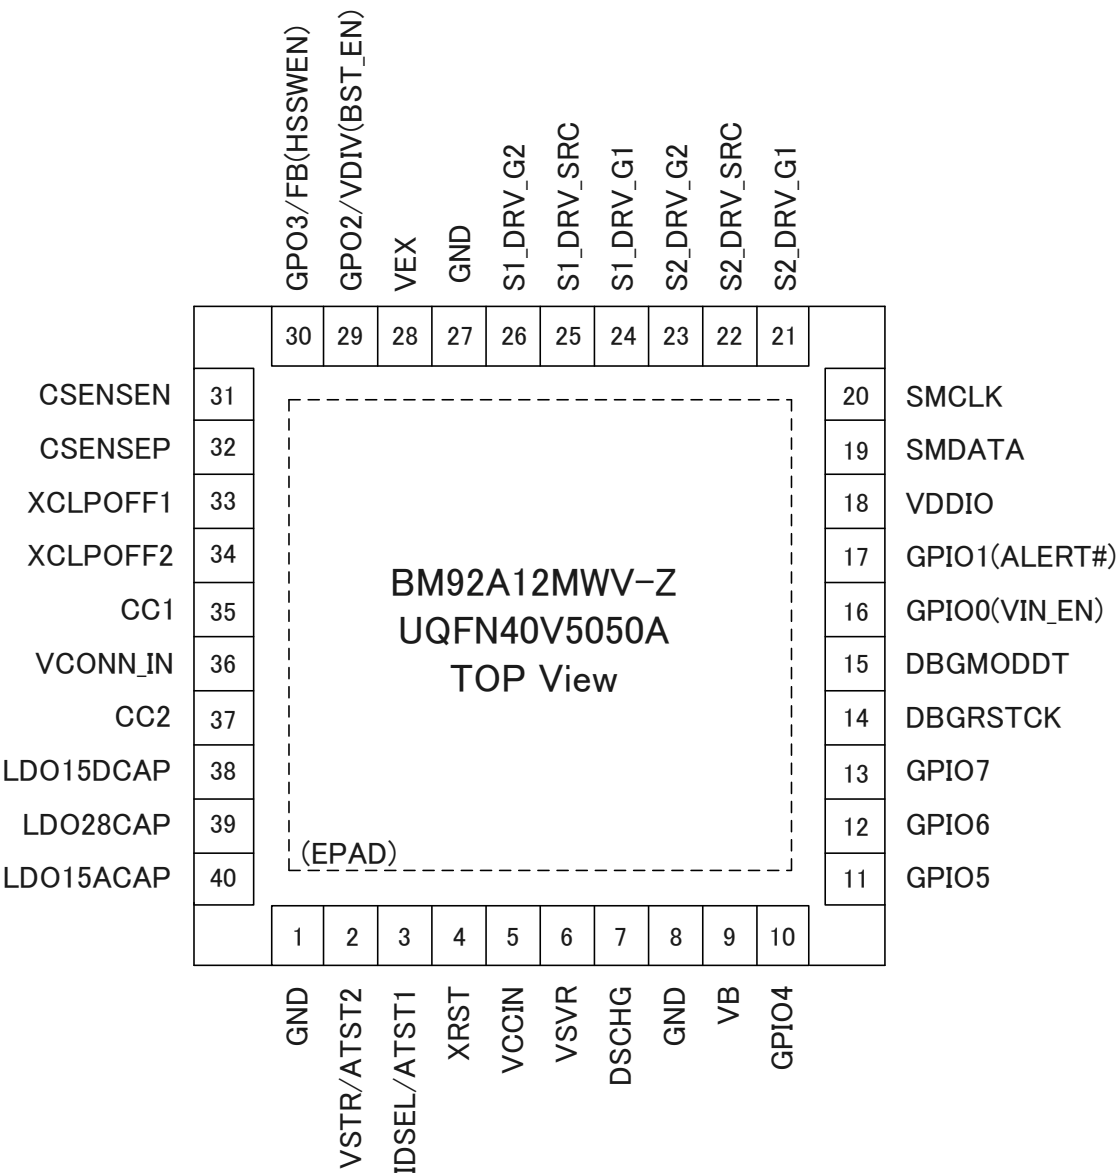 GPO3/FB(HSSWEN)
GPO2/VDIV(BST_EN)
VEX
GND
S1_DRV_G2
S1_DRV_SRC
S1_DRV_G1
S2_DRV_G2
S2_DRV_SRC
S2_DRV_G1
30 29 28 27 26 25 24 23 22 21
CSENSEN 31
CSENSEP 32
XCLPOFF1 33
XCLPOFF2 34
CC1 35
VCONN_IN 36
CC2 37
LDO15DCAP 38
LDO28CAP 39
LDO15ACAP 40
BM92A12MWV-Z
UQFN40V5050A
TOP View
(EPAD)
20 SMCLK
19 SMDATA
18 VDDIO
17 GPIO1(ALERT#)
16 GPIO0(VIN_EN)
15 DBGMODDT
14 DBGRSTCK
13 GPIO7
12 GPIO6
11 GPIO5
1 2 3 4 5 6 7 8 9 10
GND
VSTR/ATST2
IDSEL/ATST1
XRST
VCCIN
VSVR
DSCHG
GND
VB
GPIO4